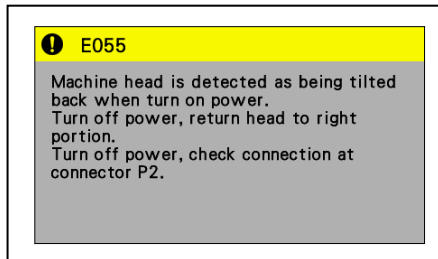 E055
Machine head is detected as being tilted
back when turn on power.
Turn off power, return head to right
portion.
Turn off power, check connection at
connector P2.